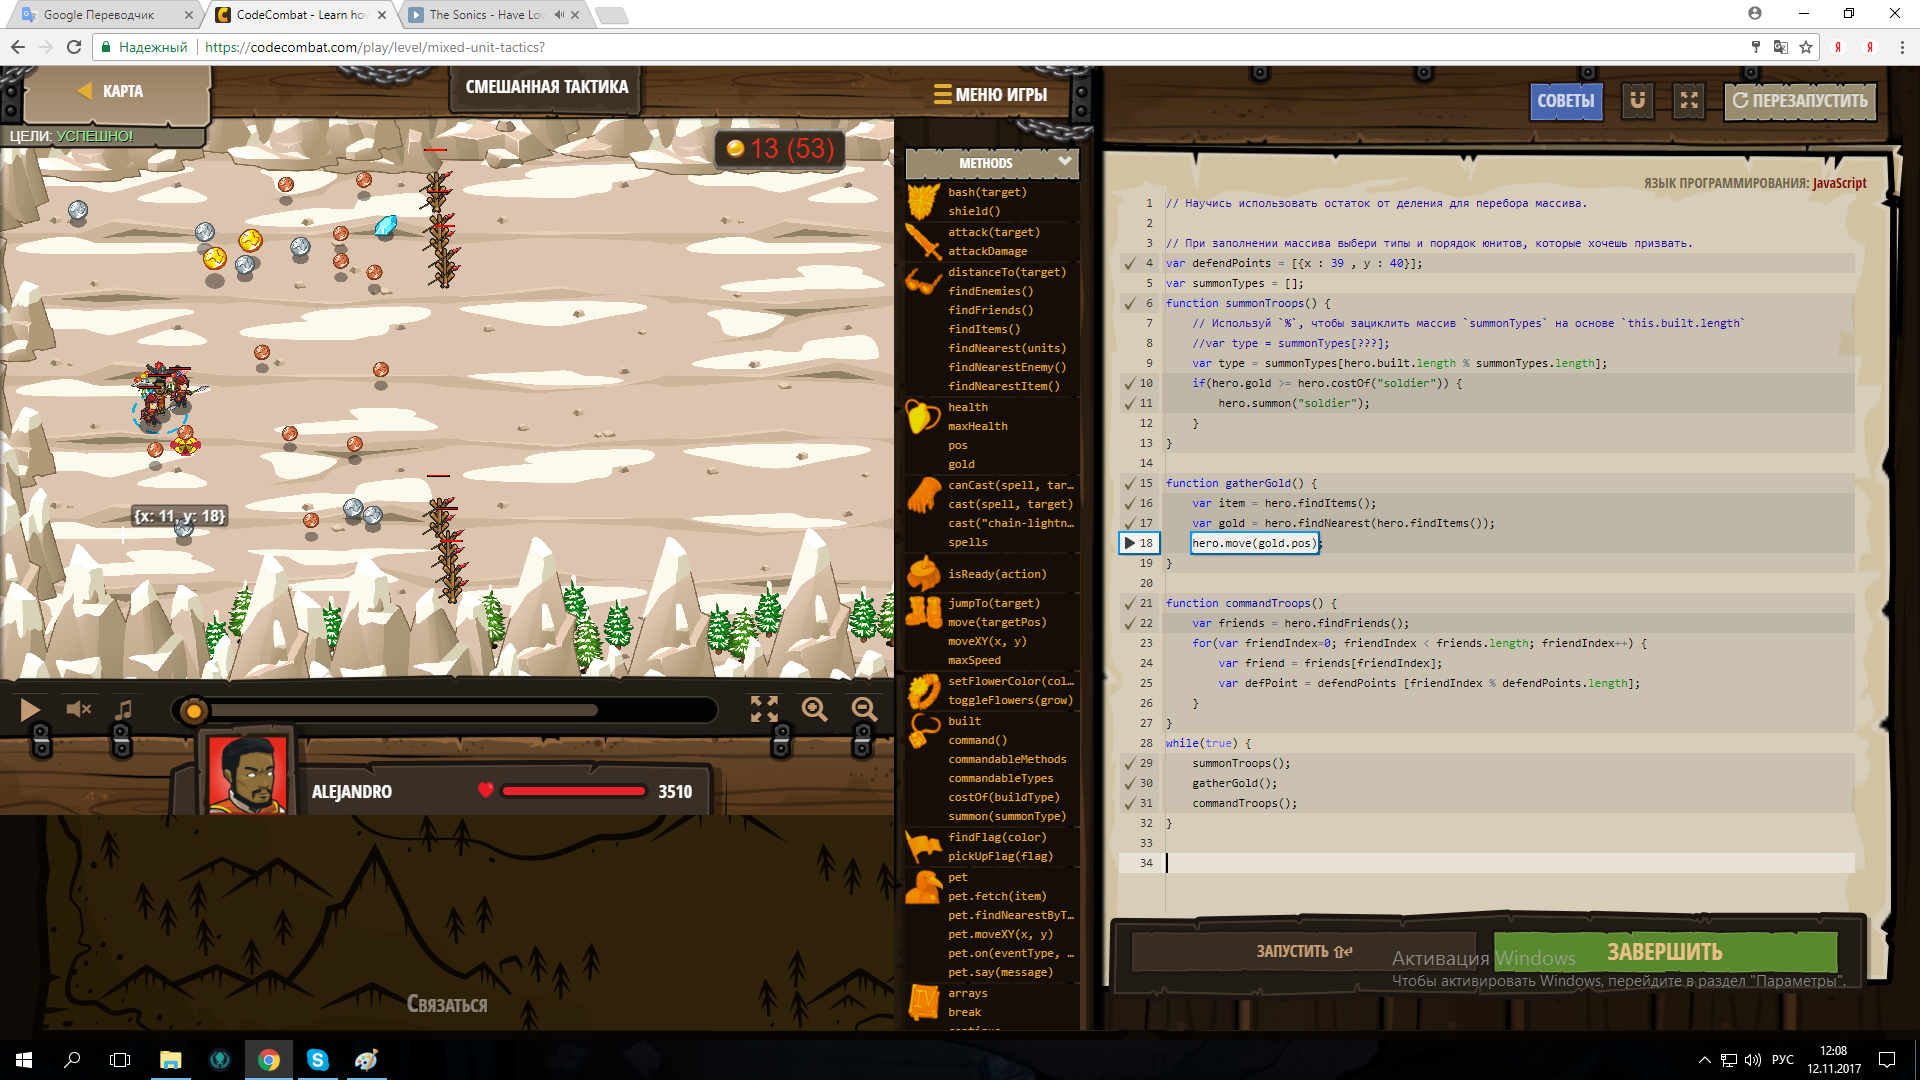 Google Переводчик
CodeCombat - Learn how
The Sonics - Have Lov
Надежный
https://codecombat.com/play/level/mixed-unit-tactics?
КАРТА
СМЕШАННАЯ ТАКТИКА
МЕНЮ ИГРЫ
СОВЕТЫ
ПЕРЕЗАПУСТИТЬ
ЦЕЛИ: УСПЕШНО!
13 (53)
{x: 11, y: 18}
ALEJANDRO
3510
Связаться
METHODS
bash(target)
shield()
attack(target)
attackDamage
distanceTo(target)
findEnemies()
findFriends()
findItems()
findNearest(units)
findNearestEnemy()
findNearestItem()
health
maxHealth
pos
gold
canCast(spell, tar...
cast(spell, target)
cast("chain-lightn...
spells
isReady(action)
jumpTo(target)
move(targetPos)
moveXY(x, y)
maxSpeed
setFlowerColor(col...
toggleFlowers(grow)
built
command()
commandableMethods
commandableTypes
costOf(buildType)
summon(summonType)
findFlag(color)
pickUpFlag(flag)
pet
pet.fetch(item)
pet.findNearestByT...
pet.moveXY(x, y)
pet.on(eventType, ...
pet.say(message)
arrays
break
continue
ЯЗЫК ПРОГРАММИРОВАНИЯ: JavaScript
1 // Научись использовать остаток от деления для перебора массива.
2
3 // При заполнении массива выбери типы и порядок юнитов, которые хочешь призвать.
4 var defendPoints = [{x : 39 , y : 40}];
5 var summonTypes = [];
6 function summonTroops() {
7 // Используй `%`, чтобы зациклить массив `summonTypes` на основе `this.built.length`
8 //var type = summonTypes[???];
9 var type = summonTypes[hero.built.length % summonTypes.length];
10 if(hero.gold >= hero.costOf("soldier")) {
11 hero.summon("soldier");
12 }
13 }
14
15 function gatherGold() {
16 var item = hero.findItems();
17 var gold = hero.findNearest(hero.findItems());
18 hero.move(gold.pos);
19 }
20
21 function commandTroops() {
22 var friends = hero.findFriends();
23 for(var friendIndex=0; friendIndex < friends.length; friendIndex++) {
24 var friend = friends[friendIndex];
25 var defPoint = defendPoints [friendIndex % defendPoints.length];
26 }
27 }
28 while(true) {
29 summonTroops();
30 gatherGold();
31 commandTroops();
32 }
33
34
ЗАПУСТИТЬ
ЗАВЕРШИТЬ
Активация Windows
Чтобы активировать Windows, перейдите в раздел "Параметры".
РУС
12:08
12.11.2017